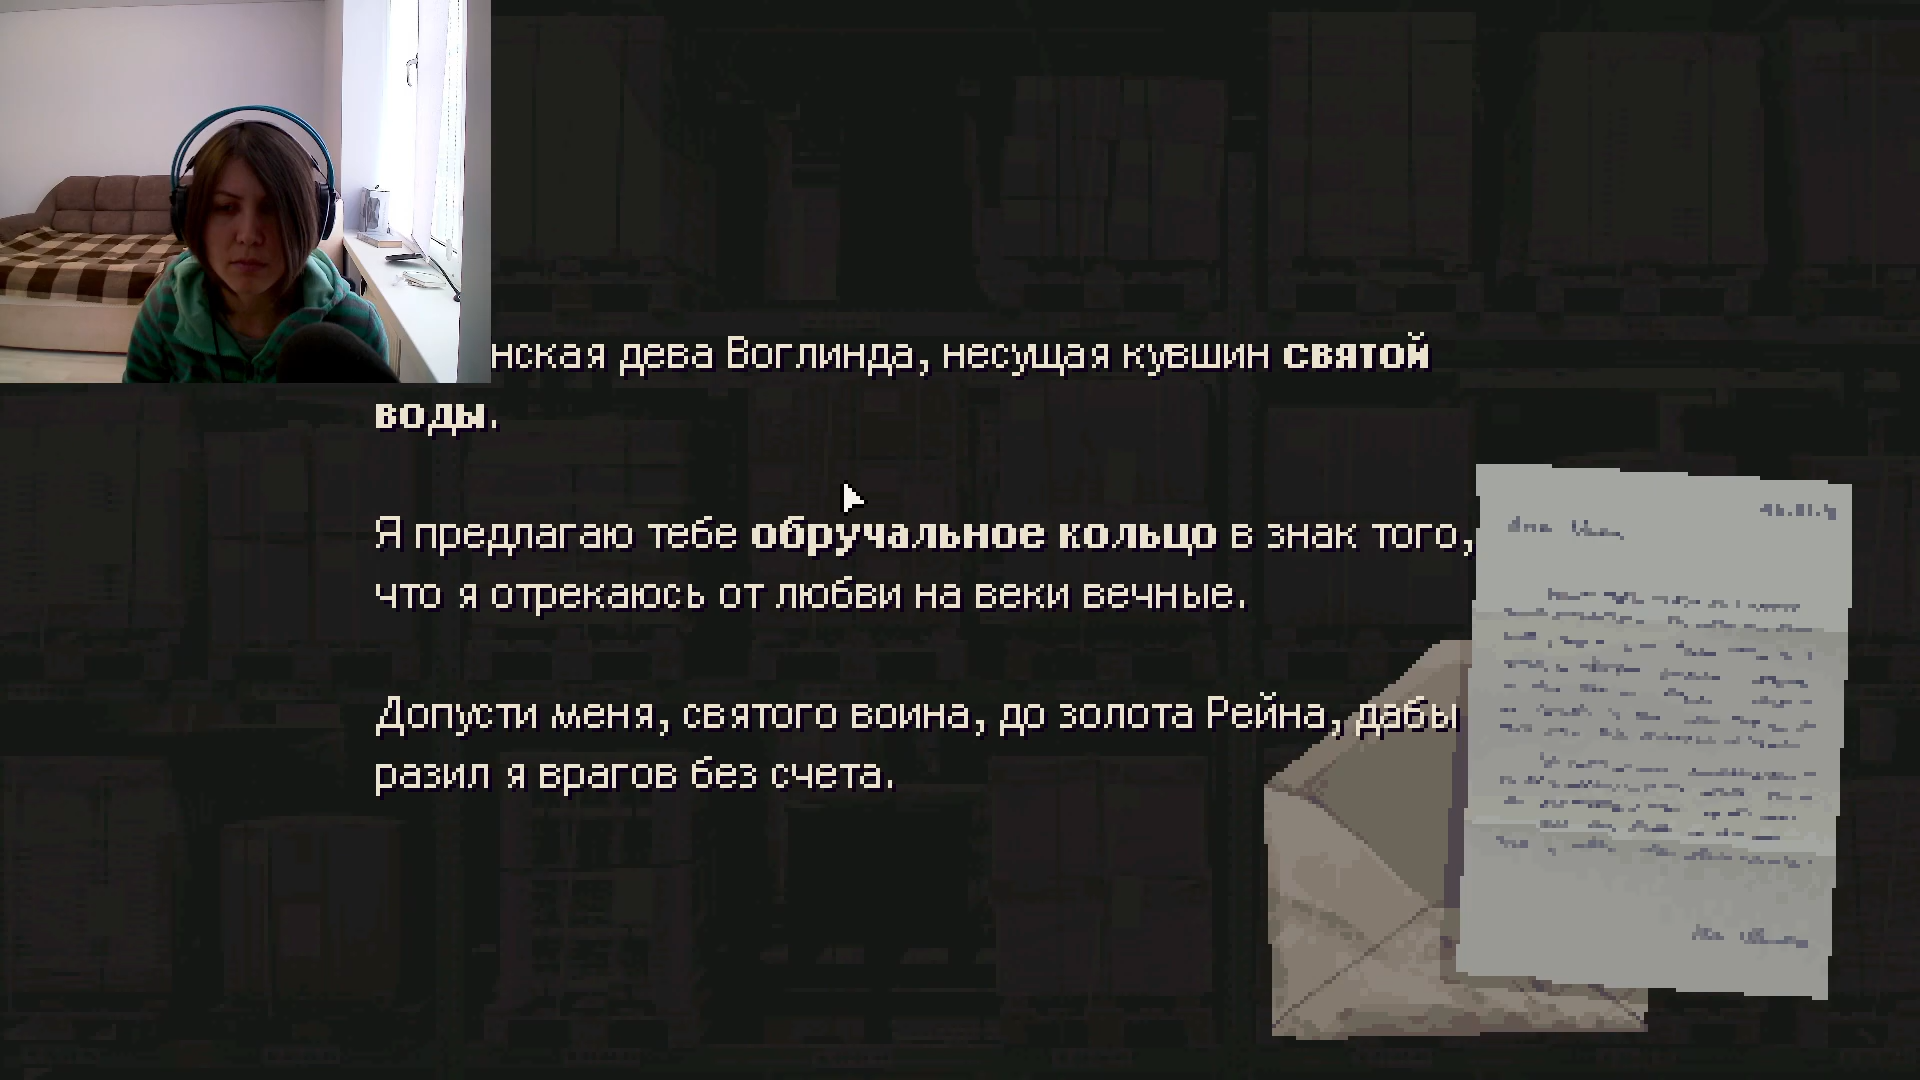 нская дева Воглинда, несущая кувшин святой
воды.
Я предлагаю тебе обручальное кольцо в знак того,
что я отрекаюсь от любви на веки вечные.
Допусти меня, святого воина, до золота Рейна, дабы
разил я врагов без счета.